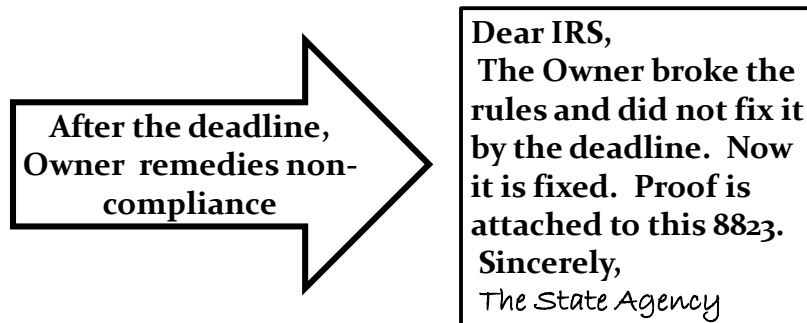 After the deadline,
Owner remedies non-
compliance
Dear IRS,
The Owner broke the
rules and did not fix it
by the deadline. Now
it is fixed. Proof is
attached to this 8823.
Sincerely,
The State Agency